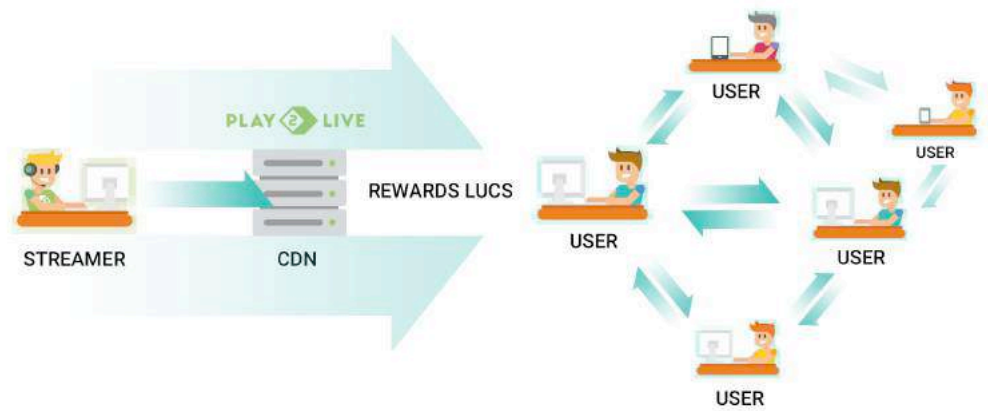 PLAY 2 LIVE
STREAMER
CDN
REWARDS LUCS
USER
USER
USER
USER
USER